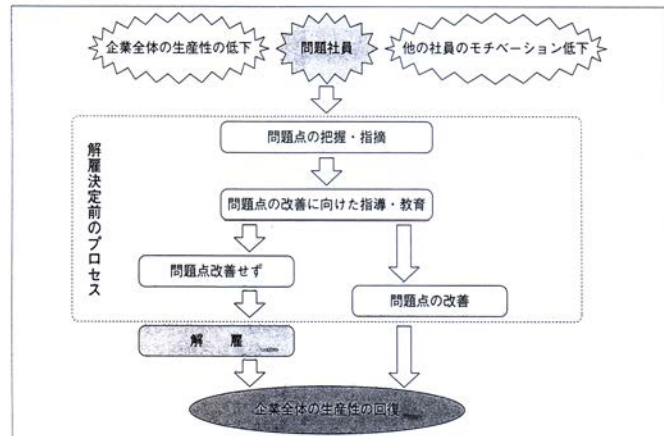 企業全体の生産性の低下
問題社員
他の社員のモチベーション低下
解雇決定前のプロセス
問題点の把握・指摘
問題点の改善に向けた指導・教育
問題点改善せず
問題点の改善
解　雇
企業全体の生産性の回復